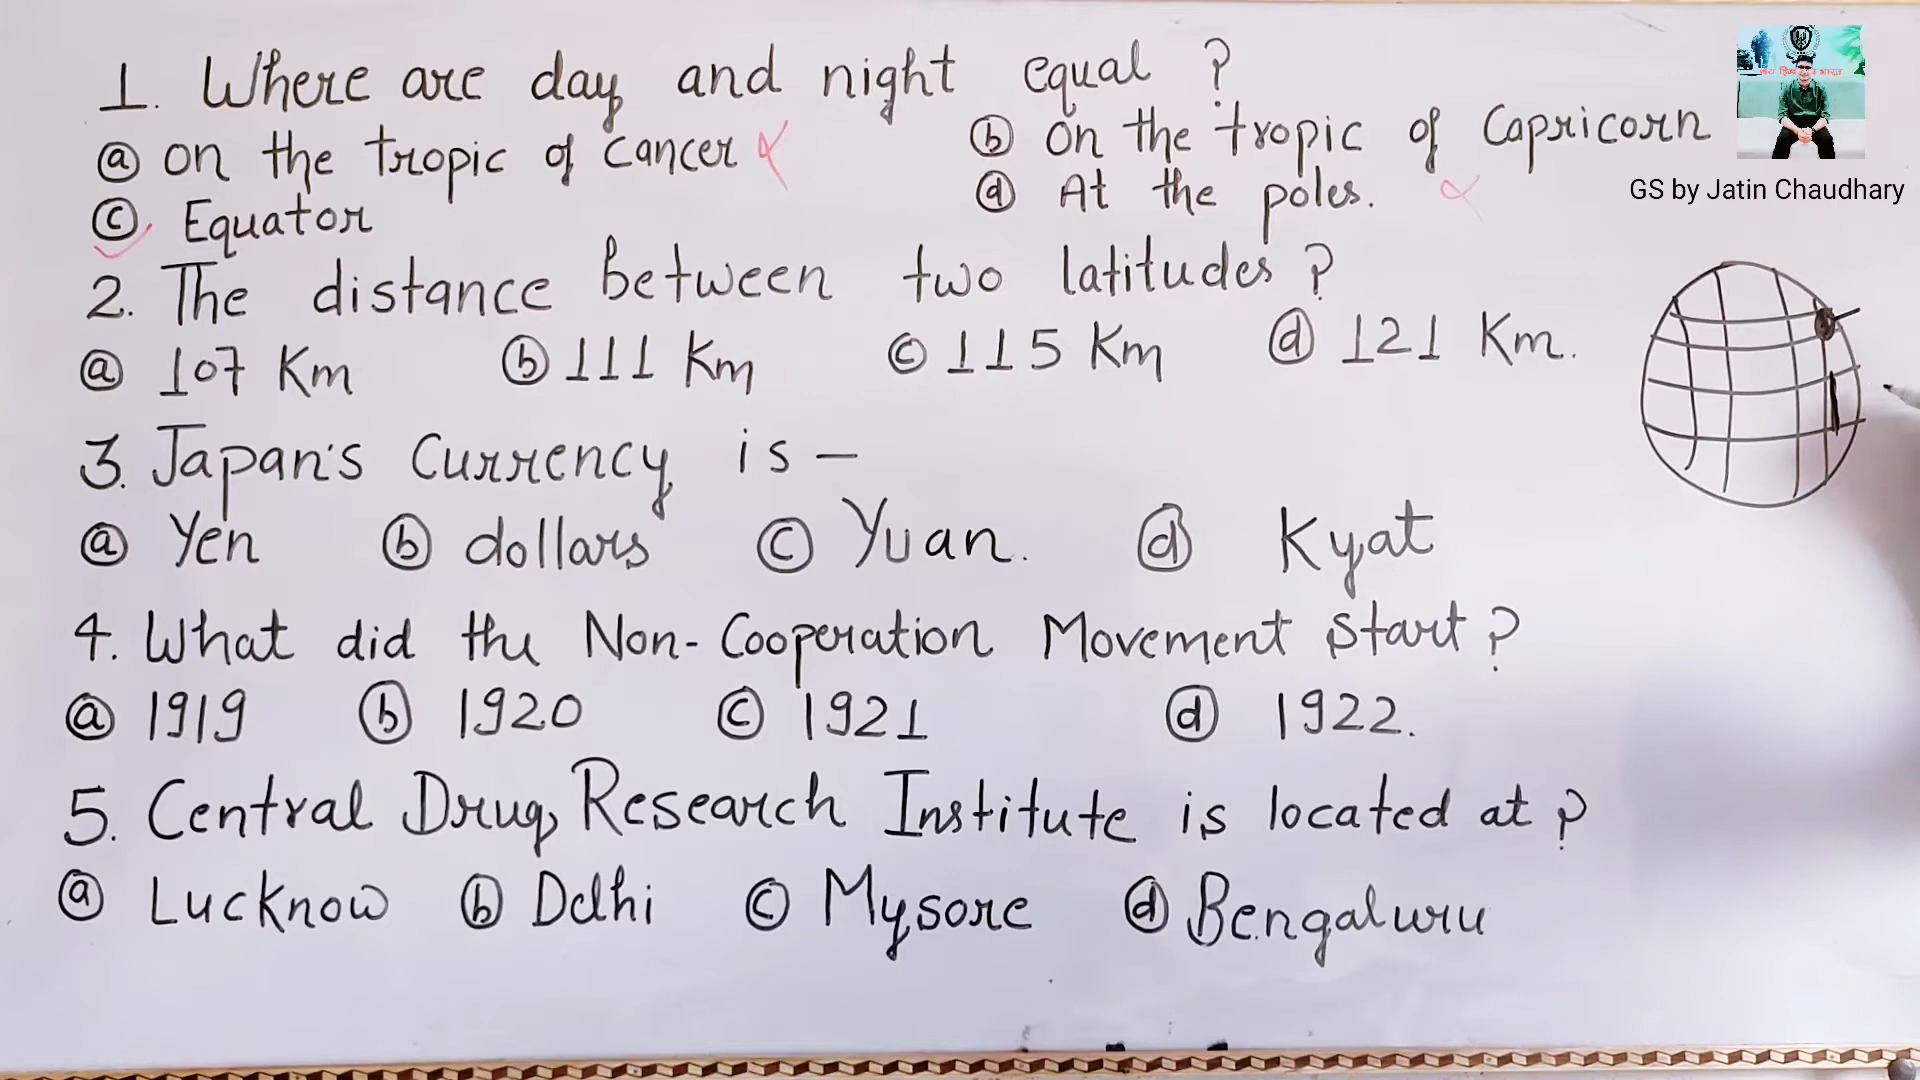 1. Where are day and night equal ?
ⓐ on the tropic of cancer ⓑ on the tropic of Capricorn
ⓒ Equator ⓓ At the poles.
GS by Jatin Chaudhary
2. The distance between two latitudes ?
ⓐ 107 Km ⓑ 111 Km ⓒ 115 Km ⓓ 121 Km.
3. Japan's Currency is —
ⓐ Yen ⓑ dollars ⓒ Yuan. ⓓ Kyat
4. What did the Non-Cooperation Movement start ?
ⓐ 1919 ⓑ 1920 ⓒ 1921 ⓓ 1922.
5. Central Drug Research Institute is located at ?
ⓐ Lucknow ⓑ Delhi ⓒ Mysore ⓓ Bengaluru